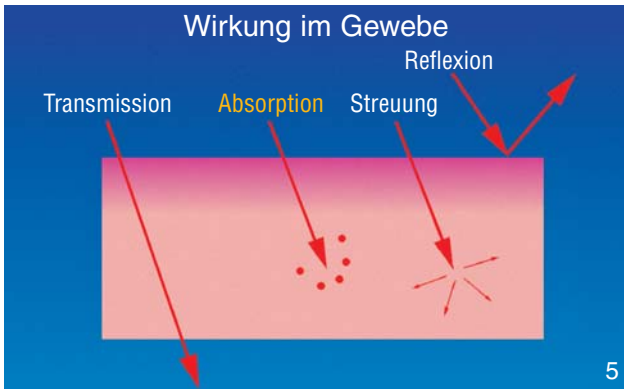 Wirkung im Gewebe
Reflexion
Transmission Absorption Streuung
5